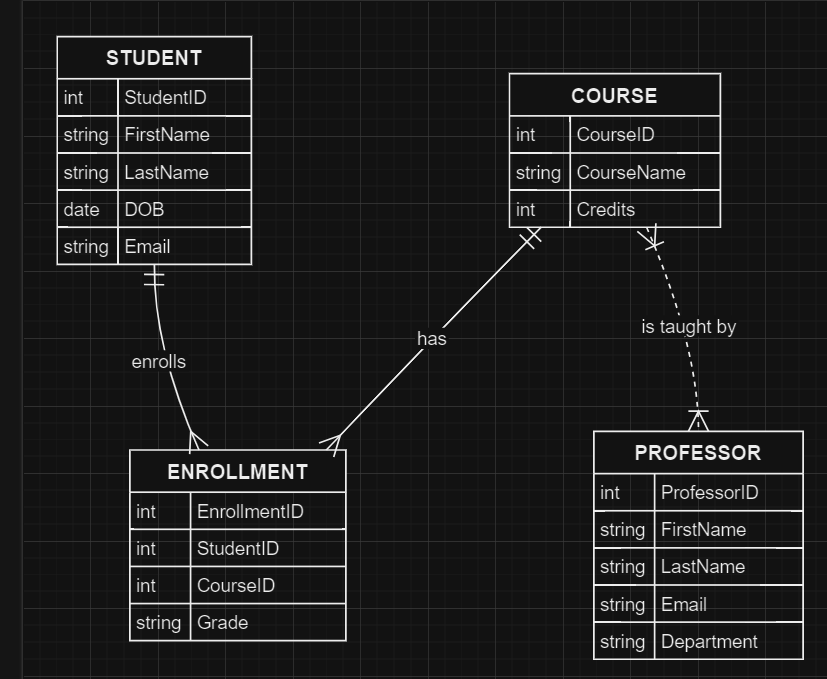 STUDENT
int StudentID
string FirstName
string LastName
date DOB
string Email
COURSE
int CourseID
string CourseName
int Credits
enrolls
has
is taught by
ENROLLMENT
int EnrollmentID
int StudentID
int CourseID
string Grade
PROFESSOR
int ProfessorID
string FirstName
string LastName
string Email
string Department